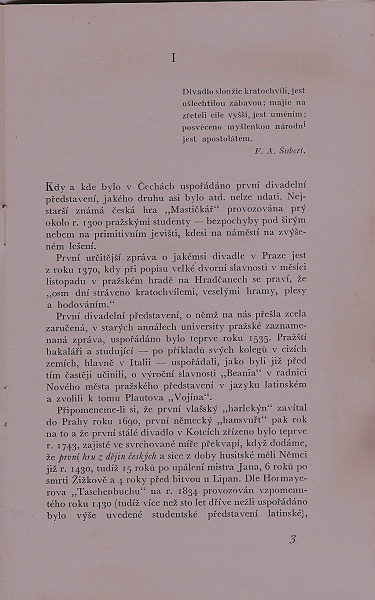 I
Divadlo sloužíc kratochvíli, jest
ušlechtilou zábavou; majíc na
zřeteli cíle vyšší, jest uměním;
posvěceno myšlenkou národní
jest apoštolátem.
F. A. Šubert.
Kdy a kde bylo v Čechách uspořádáno první divadelní
představení, jakého druhu asi bylo atd. nelze udati. Nej-
starší známá česká hra „Mastičkář“ provozována prý
okolo r. 1300 pražskými studenty — bezpochyby pod širým
nebem na primitivním jevišti, kdesi na náměstí na zvýše-
ném lešení.
První určitější zpráva o jakémsi divadle v Praze jest
z roku 1370, kdy při popisu velké dvorní slavnosti v měsíci
listopadu v pražském hradě na Hradčanech se praví, že
„osm dní stráveno kratochvílemi, veselými hramy, plesy
a hodováním.“
První divadelní představení, o němž na nás přešla zcela
zaručená, v starých annálech university pražské zazname-
naná zpráva, uspořádáno bylo teprve roku 1535. Pražští
bakaláři a studující — po příkladů svých kolegů v cizích
zemích, hlavně v Italii — uspořádali, jako byli již před
tím častěji učinili, o výroční slavnosti „Beania“ v radnici
Nového města pražského představení v jazyku latinském
a zvolili k tomu Plautova „Vojína“.
Připomeneme-li si, že první vlašský „harlekýn“ zavítal
do Prahy roku 1690, první německý „hansvuřt“ pak rok
na to a že první stálé divadlo v Kotcích zřízeno bylo teprve
r. 1743, zajisté ve svrchované míře překvapí, když dodáme,
že první hru z dějin českých a sice z doby husitské měli Němci
již r. 1430, tudíž 15 roků po upálení mistra Jana, 6 roků po
smrti Žižkově a 4 roky před bitvou u Lipan. Dle Hormaye-
rova „Taschenbuchu“ na r. 1834 provozován vzpomenu-
tého roku 1430 (tudíž více než sto let dříve nežli uspořádáno
bylo výše uvedené studentské představení latinské),
3